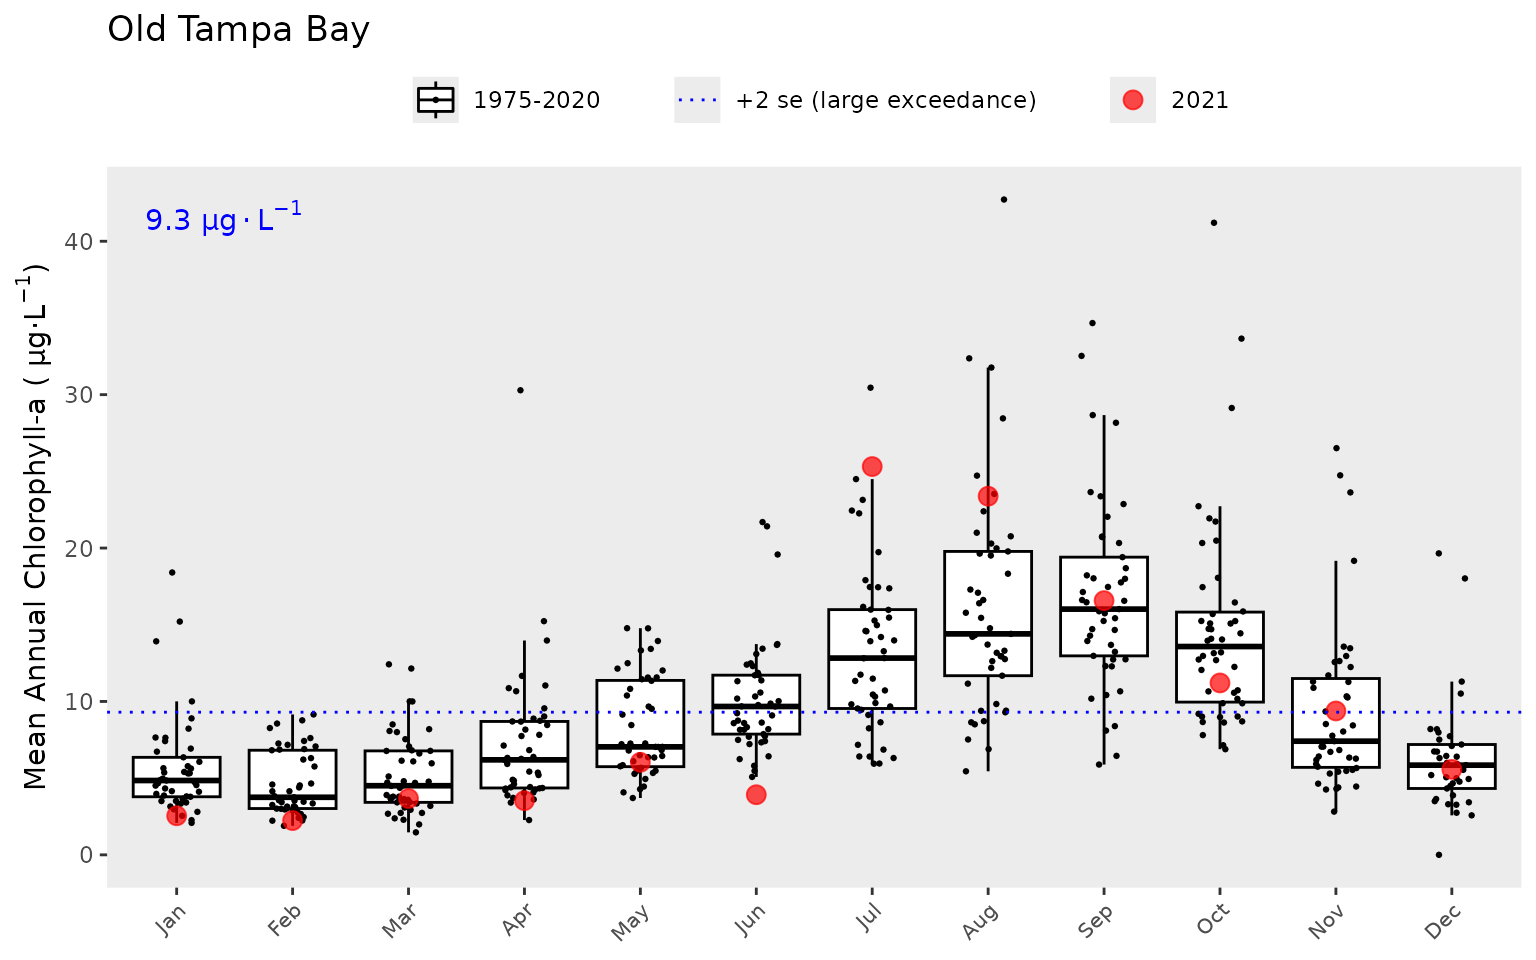 Old Tampa Bay
1975-2020
+2 se (large exceedance)
2021
9.3 µg·L⁻¹
Mean Annual Chlorophyll-a ( µg·L⁻¹)
40
30
20
10
0
Jan Feb Mar Apr May Jun Jul Aug Sep Oct Nov Dec